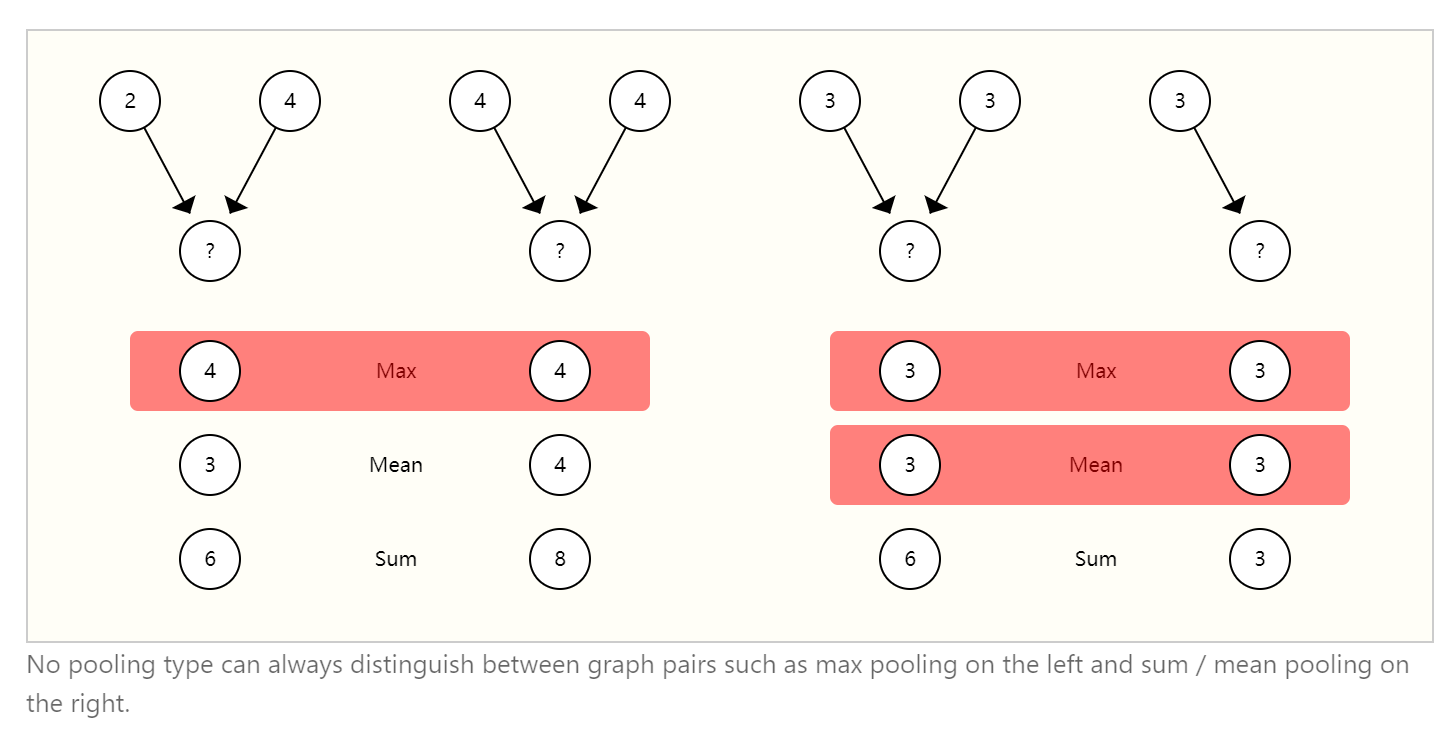 2 4 4 4 3 3 3
? ? ? ?
4 Max 4 3 Max 3
3 Mean 4 3 Mean 3
6 Sum 8 6 Sum 3
No pooling type can always distinguish between graph pairs such as max pooling on the left and sum / mean pooling on
the right.